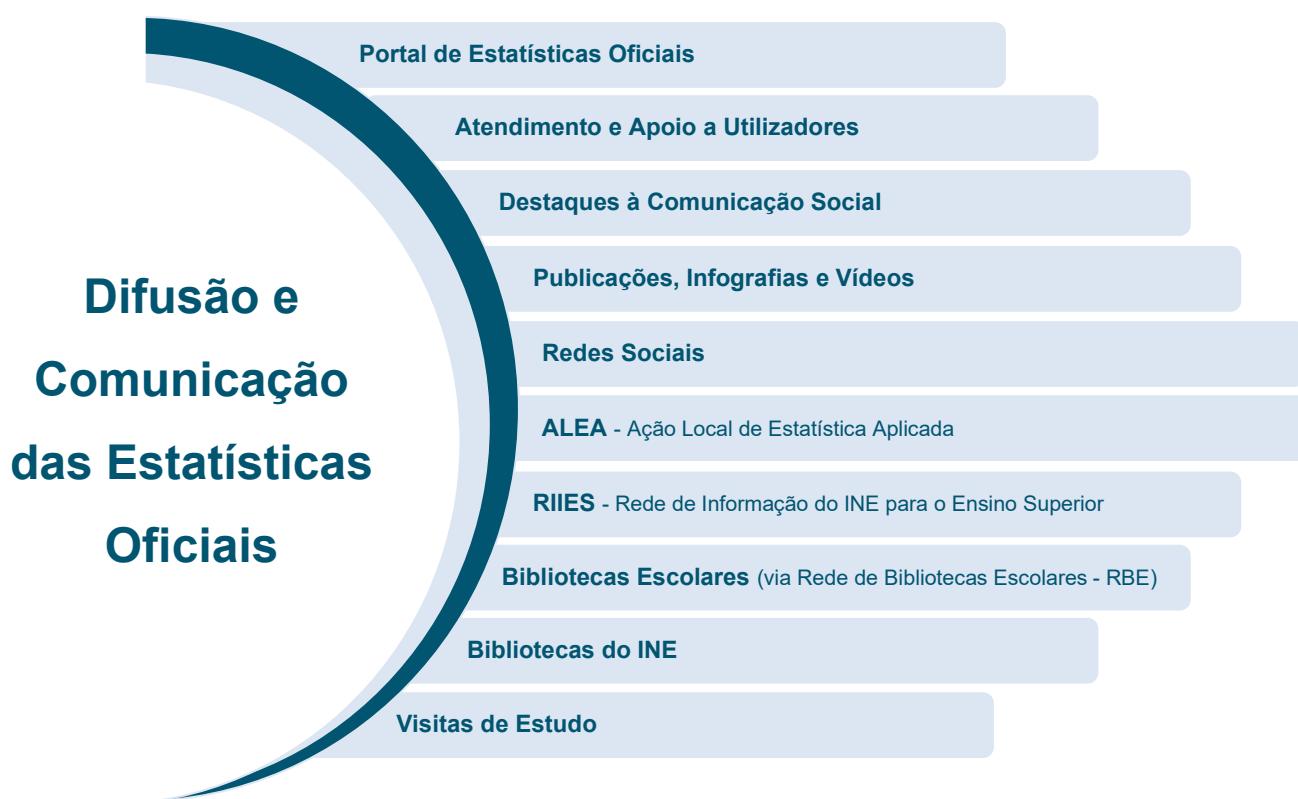 Difusão e
Comunicação
das Estatísticas
Oficiais
Portal de Estatísticas Oficiais
Atendimento e Apoio a Utilizadores
Destaques à Comunicação Social
Publicações, Infografias e Vídeos
Redes Sociais
ALEA - Ação Local de Estatística Aplicada
RIIES - Rede de Informação do INE para o Ensino Superior
Bibliotecas Escolares (via Rede de Bibliotecas Escolares - RBE)
Bibliotecas do INE
Visitas de Estudo